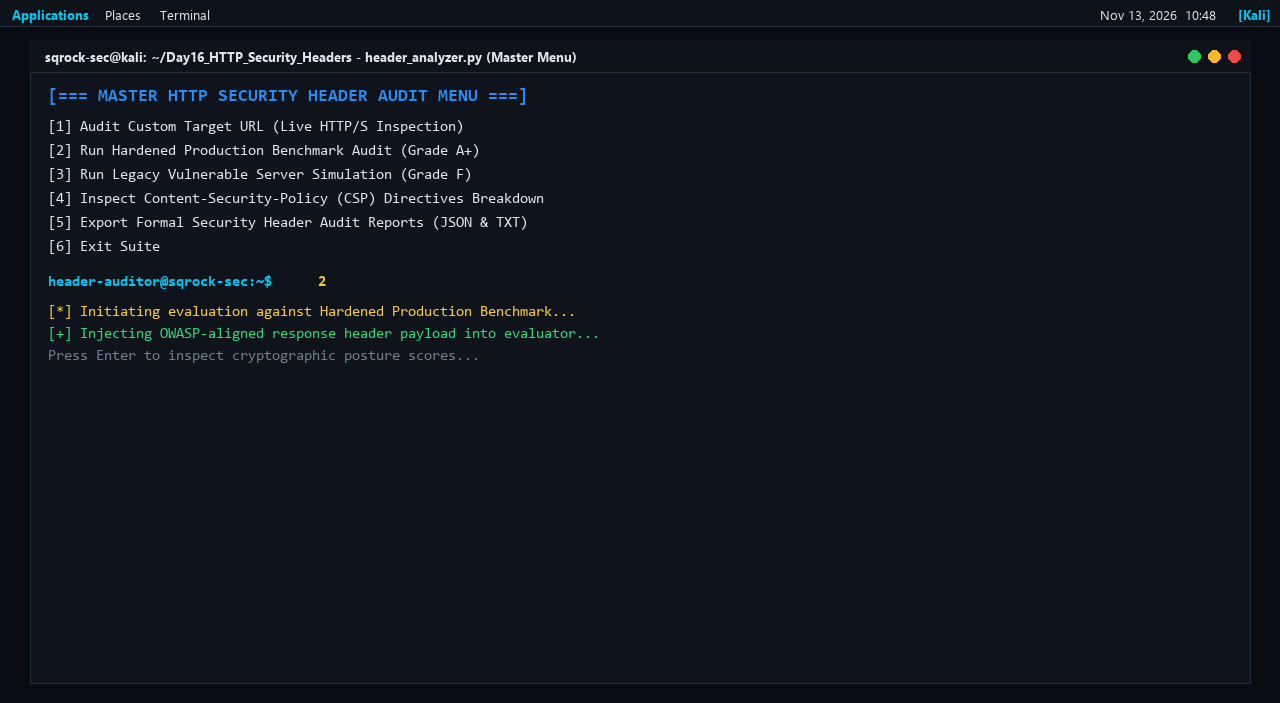 Applications Places Terminal Nov 13, 2026 10:48 [Kali]
sqrock-sec@kali: ~/Day16_HTTP_Security_Headers - header_analyzer.py (Master Menu)
[=== MASTER HTTP SECURITY HEADER AUDIT MENU ===]
[1] Audit Custom Target URL (Live HTTP/S Inspection)
[2] Run Hardened Production Benchmark Audit (Grade A+)
[3] Run Legacy Vulnerable Server Simulation (Grade F)
[4] Inspect Content-Security-Policy (CSP) Directives Breakdown
[5] Export Formal Security Header Audit Reports (JSON & TXT)
[6] Exit Suite
header-auditor@sqrock-sec:~$ 2
[*] Initiating evaluation against Hardened Production Benchmark...
[+] Injecting OWASP-aligned response header payload into evaluator...
Press Enter to inspect cryptographic posture scores...